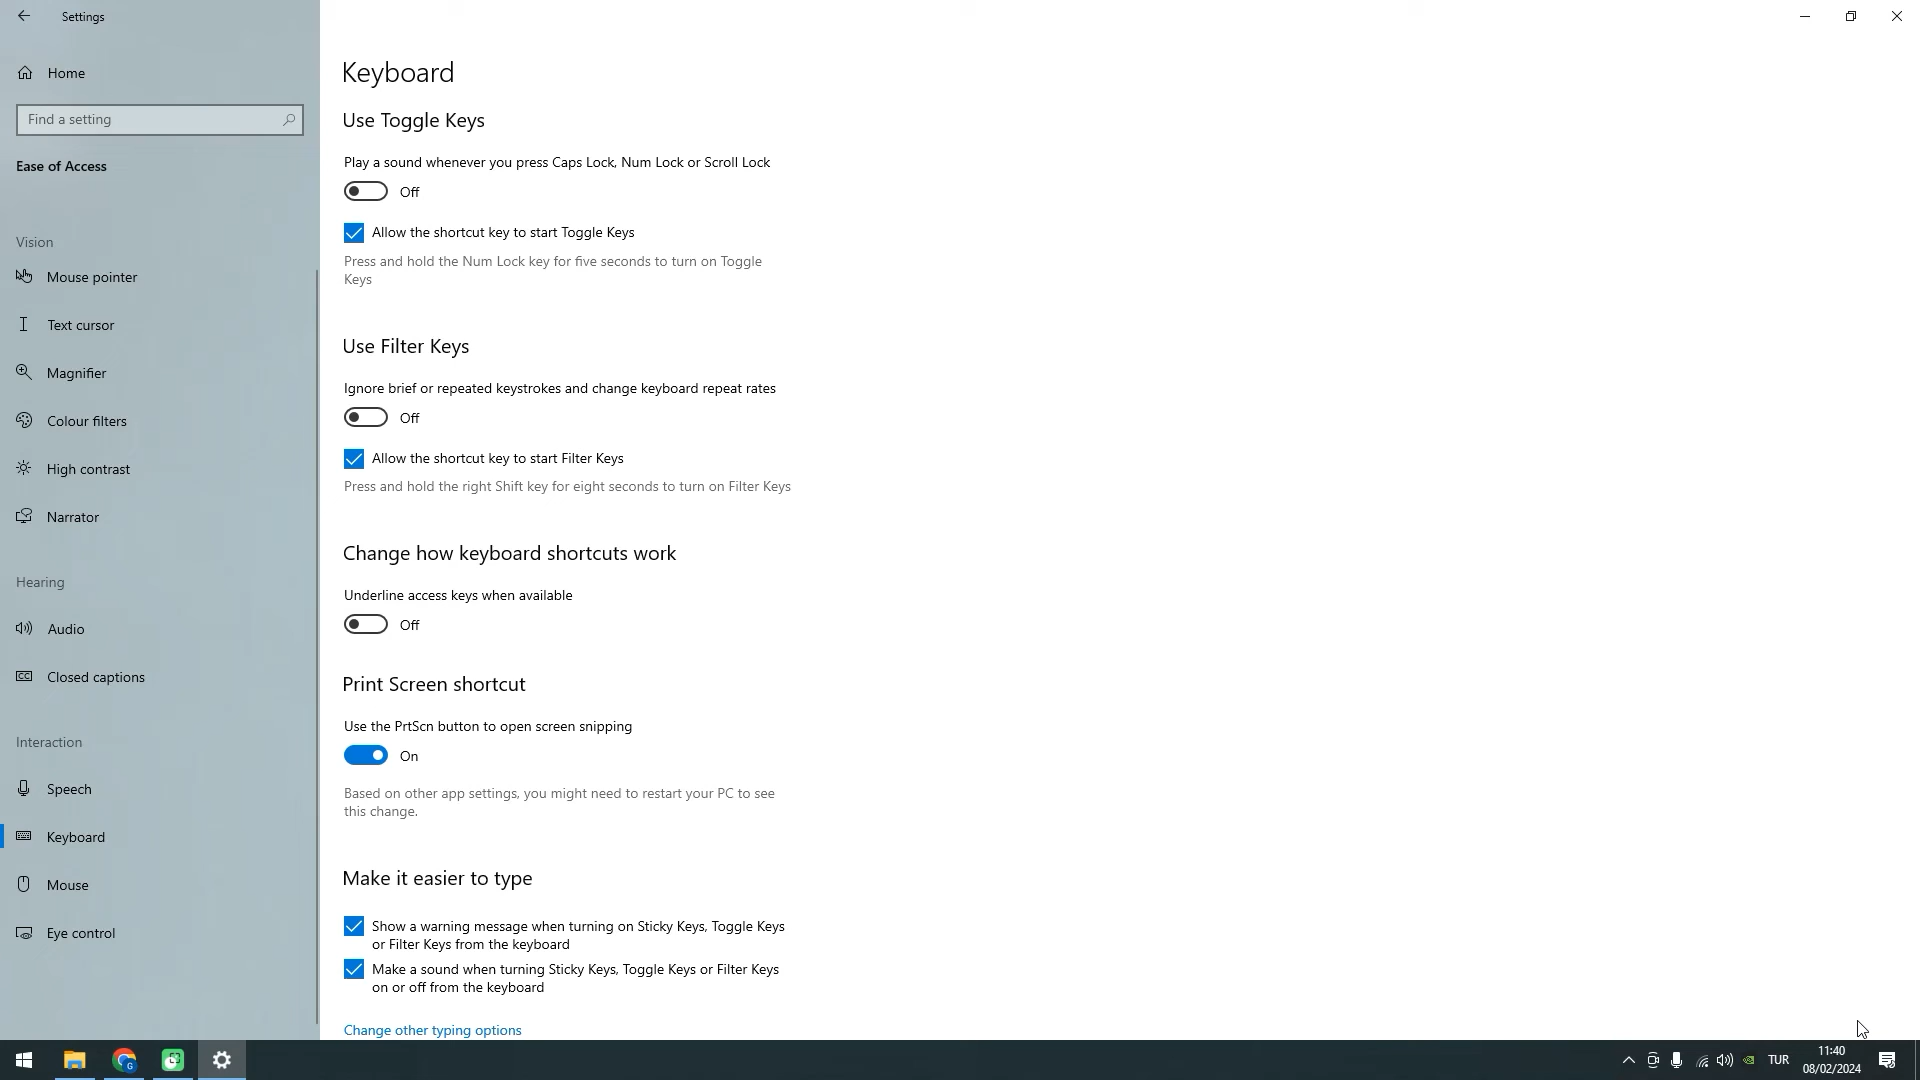 Settings
Home
Find a setting
Ease of Access
Vision
Mouse pointer
Text cursor
Magnifier
Colour filters
High contrast
Narrator
Hearing
Audio
Closed captions
Interaction
Speech
Keyboard
Mouse
Eye control
Keyboard
Use Toggle Keys
Play a sound whenever you press Caps Lock, Num Lock or Scroll Lock
Off
Allow the shortcut key to start Toggle Keys
Press and hold the Num Lock key for five seconds to turn on Toggle
Keys
Use Filter Keys
Ignore brief or repeated keystrokes and change keyboard repeat rates
Off
Allow the shortcut key to start Filter Keys
Press and hold the right Shift key for eight seconds to turn on Filter Keys
Change how keyboard shortcuts work
Underline access keys when available
Off
Print Screen shortcut
Use the PrtScn button to open screen snipping
On
Based on other app settings, you might need to restart your PC to see
this change.
Make it easier to type
Show a warning message when turning on Sticky Keys, Toggle Keys
or Filter Keys from the keyboard
Make a sound when turning Sticky Keys, Toggle Keys or Filter Keys
on or off from the keyboard
Change other typing options
TUR
11:40
08/02/2024